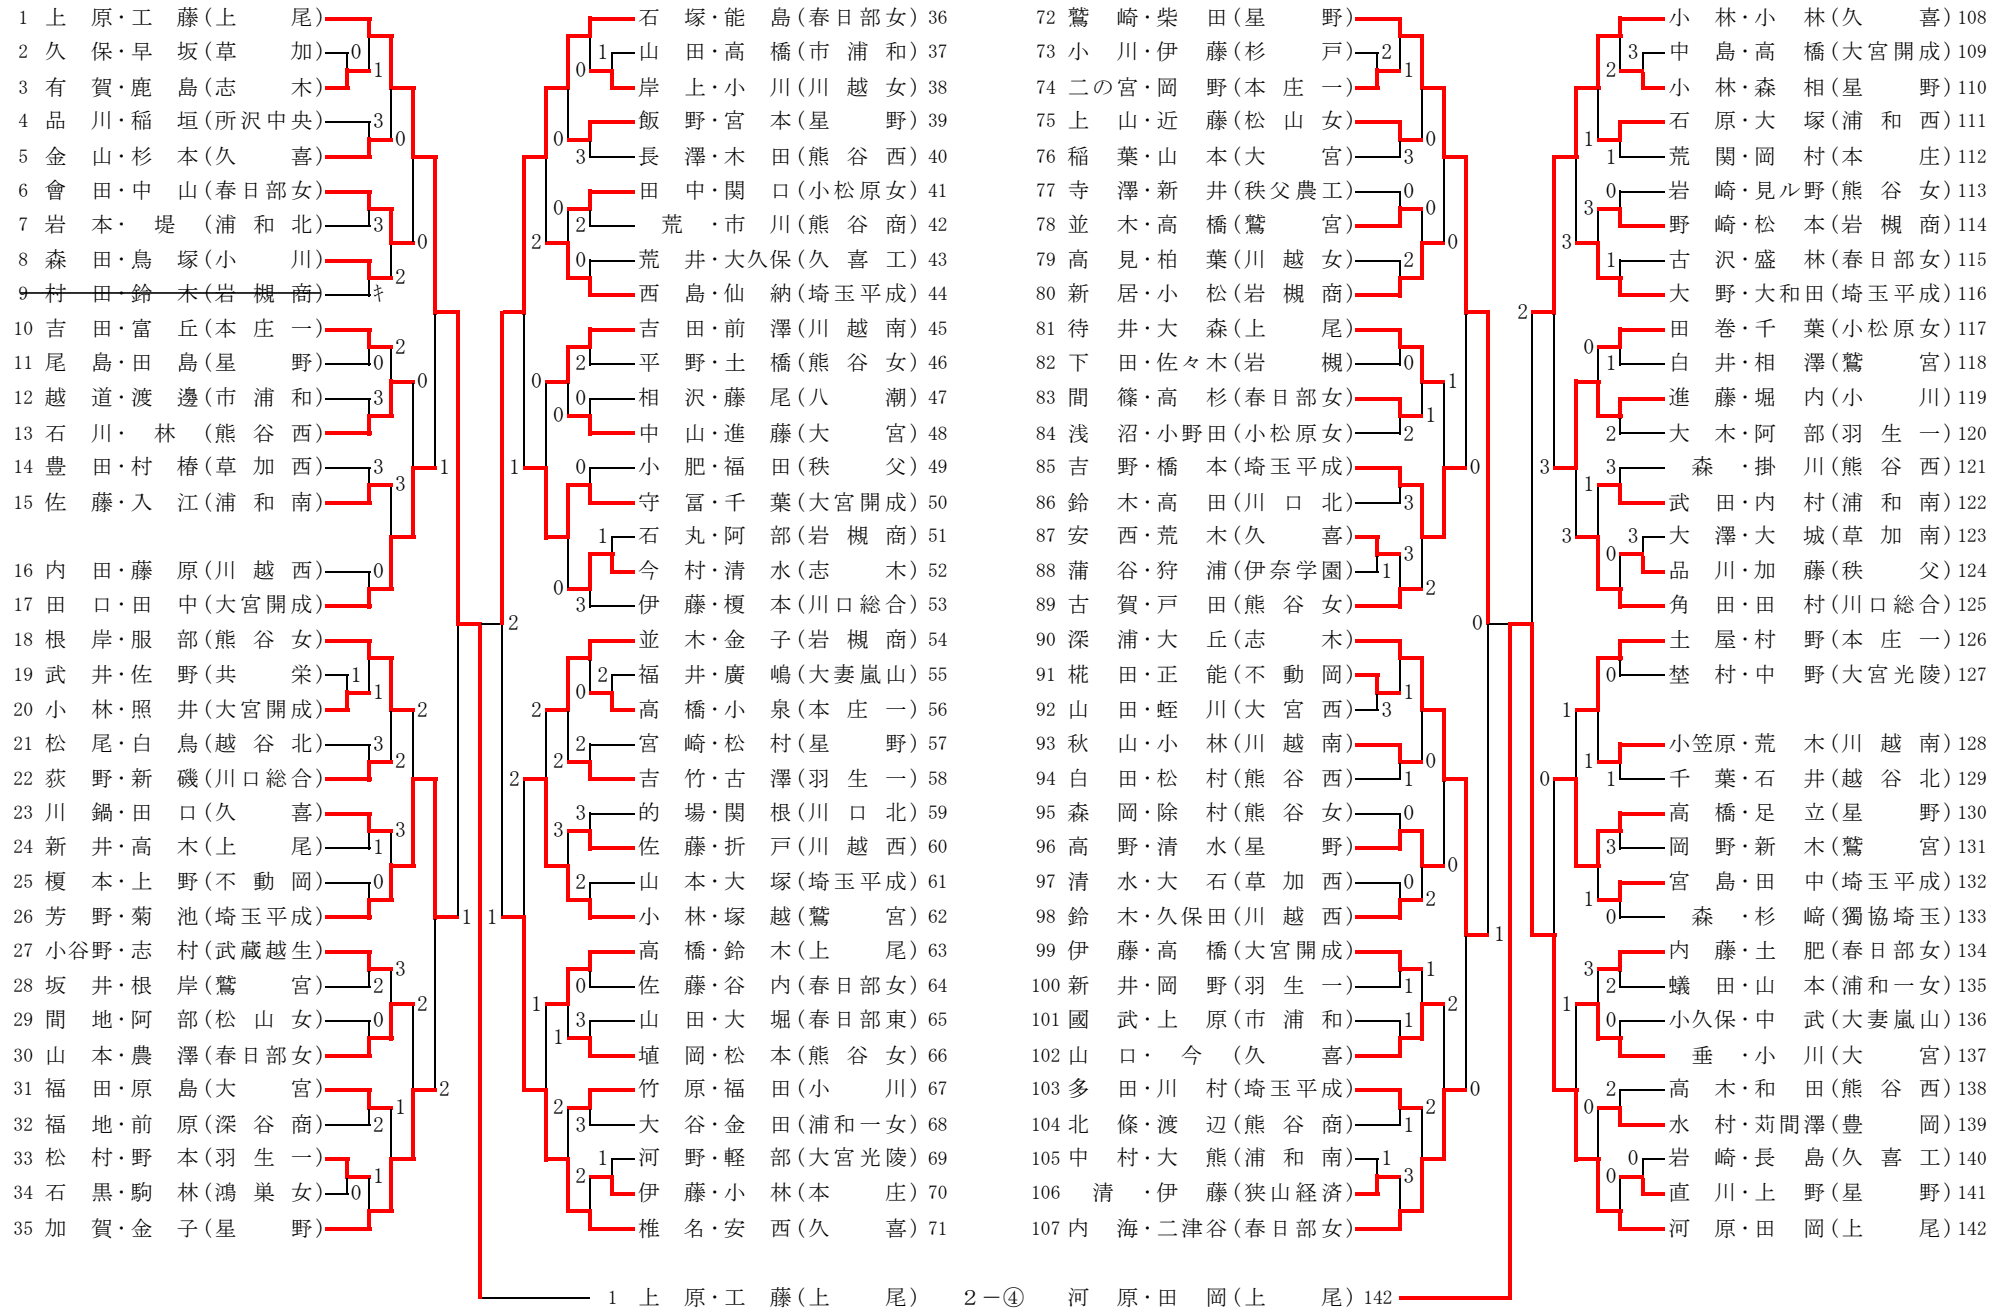 1 上原・工藤(上尾)
2 久保・早坂(草加)
3 有賀・鹿島(志木)
4 品川・稲垣(所沢中央)
5 金山・杉本(久喜)
6 會田・中山(春日部女)
7 岩本・堤(浦和北)
8 森田・鳥塚(小川)
9 村田・鈴木(岩槻商) キ
10 吉田・富丘(本庄一)
11 尾島・田島(星野)
12 越道・渡邊(市浦和)
13 石川・林(熊谷西)
14 豊田・村椿(草加西)
15 佐藤・入江(浦和南)
16 内田・藤原(川越西)
17 田口・田中(大宮開成)
18 根岸・服部(熊谷女)
19 武井・佐野(共栄)
20 小林・照井(大宮開成)
21 松尾・白鳥(越谷北)
22 荻野・新磯(川口総合)
23 川鍋・田口(久喜)
24 新井・高木(上尾)
25 榎本・上野(不動岡)
26 芳野・菊池(埼玉平成)
27 小谷野・志村(武蔵越生)
28 坂井・根岸(鷲宮)
29 間地・阿部(松山女)
30 山本・農澤(春日部女)
31 福田・原島(大宮)
32 福地・前原(深谷商)
33 松村・野本(羽生一)
34 石黒・駒林(鴻巣女)
35 加賀・金子(星野)
石塚・能島(春日部女) 36
山田・高橋(市浦和) 37
岸上・小川(川越女) 38
飯野・宮本(星野) 39
長澤・木田(熊谷西) 40
田中・関口(小松原女) 41
荒・市川(熊谷商) 42
荒井・大久保(久喜工) 43
西島・仙納(埼玉平成) 44
吉田・前澤(川越南) 45
平野・土橋(熊谷女) 46
相沢・藤尾(八潮) 47
中山・進藤(大宮) 48
小肥・福田(秩父) 49
守冨・千葉(大宮開成) 50
石丸・阿部(岩槻商) 51
今村・清水(志木) 52
伊藤・榎本(川口総合) 53
並木・金子(岩槻商) 54
福井・廣嶋(大妻嵐山) 55
高橋・小泉(本庄一) 56
宮崎・松村(星野) 57
吉竹・古澤(羽生一) 58
的場・関根(川口北) 59
佐藤・折戸(川越西) 60
山本・大塚(埼玉平成) 61
小林・塚越(鷲宮) 62
高橋・鈴木(上尾) 63
佐藤・谷内(春日部女) 64
山田・大堀(春日部東) 65
埴岡・松本(熊谷女) 66
竹原・福田(小川) 67
大谷・金田(浦和一女) 68
河野・軽部(大宮光陵) 69
伊藤・小林(本庄) 70
椎名・安西(久喜) 71
72 鷲崎・柴田(星野)
73 小川・伊藤(杉戸)
74 二の宮・岡野(本庄一)
75 上山・近藤(松山女)
76 稲葉・山本(大宮)
77 寺澤・新井(秩父農工)
78 並木・高橋(鷲宮)
79 高見・柏葉(川越女)
80 新居・小松(岩槻商)
81 待井・大森(上尾)
82 下田・佐々木(岩槻)
83 間篠・高杉(春日部女)
84 浅沼・小野田(小松原女)
85 吉野・橋本(埼玉平成)
86 鈴木・高田(川口北)
87 安西・荒木(久喜)
88 蒲谷・狩浦(伊奈学園)
89 古賀・戸田(熊谷女)
90 深浦・大丘(志木)
91 椛田・正能(不動岡)
92 山田・蛭川(大宮西)
93 秋山・小林(川越南)
94 白田・松村(熊谷西)
95 森岡・除村(熊谷女)
96 高野・清水(星野)
97 清水・大石(草加西)
98 鈴木・久保田(川越西)
99 伊藤・高橋(大宮開成)
100 新井・岡野(羽生一)
101 國武・上原(市浦和)
102 山口・今(久喜)
103 多田・川村(埼玉平成)
104 北條・渡辺(熊谷商)
105 中村・大熊(浦和南)
106 清・伊藤(狭山経済)
107 内海・二津谷(春日部女)
小林・小林(久喜) 108
中島・高橋(大宮開成) 109
小林・森相(星野) 110
石原・大塚(浦和西) 111
荒関・岡村(本庄) 112
岩崎・見ル野(熊谷女) 113
野崎・松本(岩槻商) 114
古沢・盛林(春日部女) 115
大野・大和田(埼玉平成) 116
田巻・千葉(小松原女) 117
白井・相澤(鷲宮) 118
進藤・堀内(小川) 119
大木・阿部(羽生一) 120
森・掛川(熊谷西) 121
武田・内村(浦和南) 122
大澤・大城(草加南) 123
品川・加藤(秩父) 124
角田・田村(川口総合) 125
土屋・村野(本庄一) 126
埜村・中野(大宮光陵) 127
小笠原・荒木(川越南) 128
千葉・石井(越谷北) 129
高橋・足立(星野) 130
岡野・新木(鷲宮) 131
宮島・田中(埼玉平成) 132
森・杉﨑(獨協埼玉) 133
内藤・土肥(春日部女) 134
蟻田・山本(浦和一女) 135
小久保・中武(大妻嵐山) 136
垂・小川(大宮) 137
高木・和田(熊谷西) 138
水村・苅間澤(豊岡) 139
岩崎・長島(久喜工) 140
直川・上野(星野) 141
河原・田岡(上尾) 142
1 上原・工藤(上尾) 2－④ 河原・田岡(上尾) 142